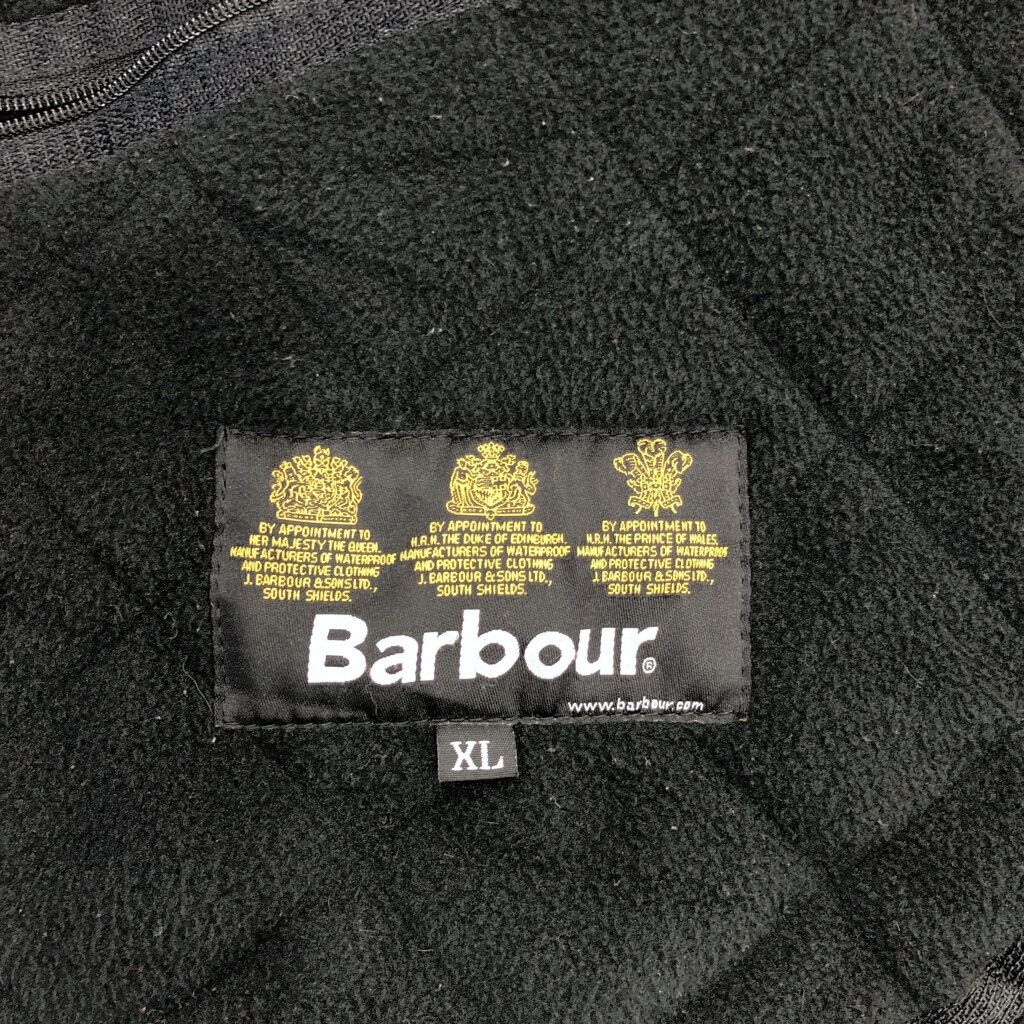 BY APPOINTMENT TO
HER MAJESTY THE QUEEN
MANUFACTURERS OF WATERPROOF
AND PROTECTIVE CLOTHING
J. BARBOUR & SONS LTD.,
SOUTH SHIELDS.
BY APPOINTMENT TO
H.R.H. THE DUKE OF EDINBURGH.
MANUFACTURERS OF WATERPROOF
AND PROTECTIVE CLOTHING
J. BARBOUR & SONS LTD.,
SOUTH SHIELDS.
BY APPOINTMENT TO
H.R.H. THE PRINCE OF WALES.
MANUFACTURERS OF WATERPROOF
AND PROTECTIVE CLOTHING
J. BARBOUR & SONS LTD.,
SOUTH SHIELDS.
Barbour®
www.barbour.com
XL